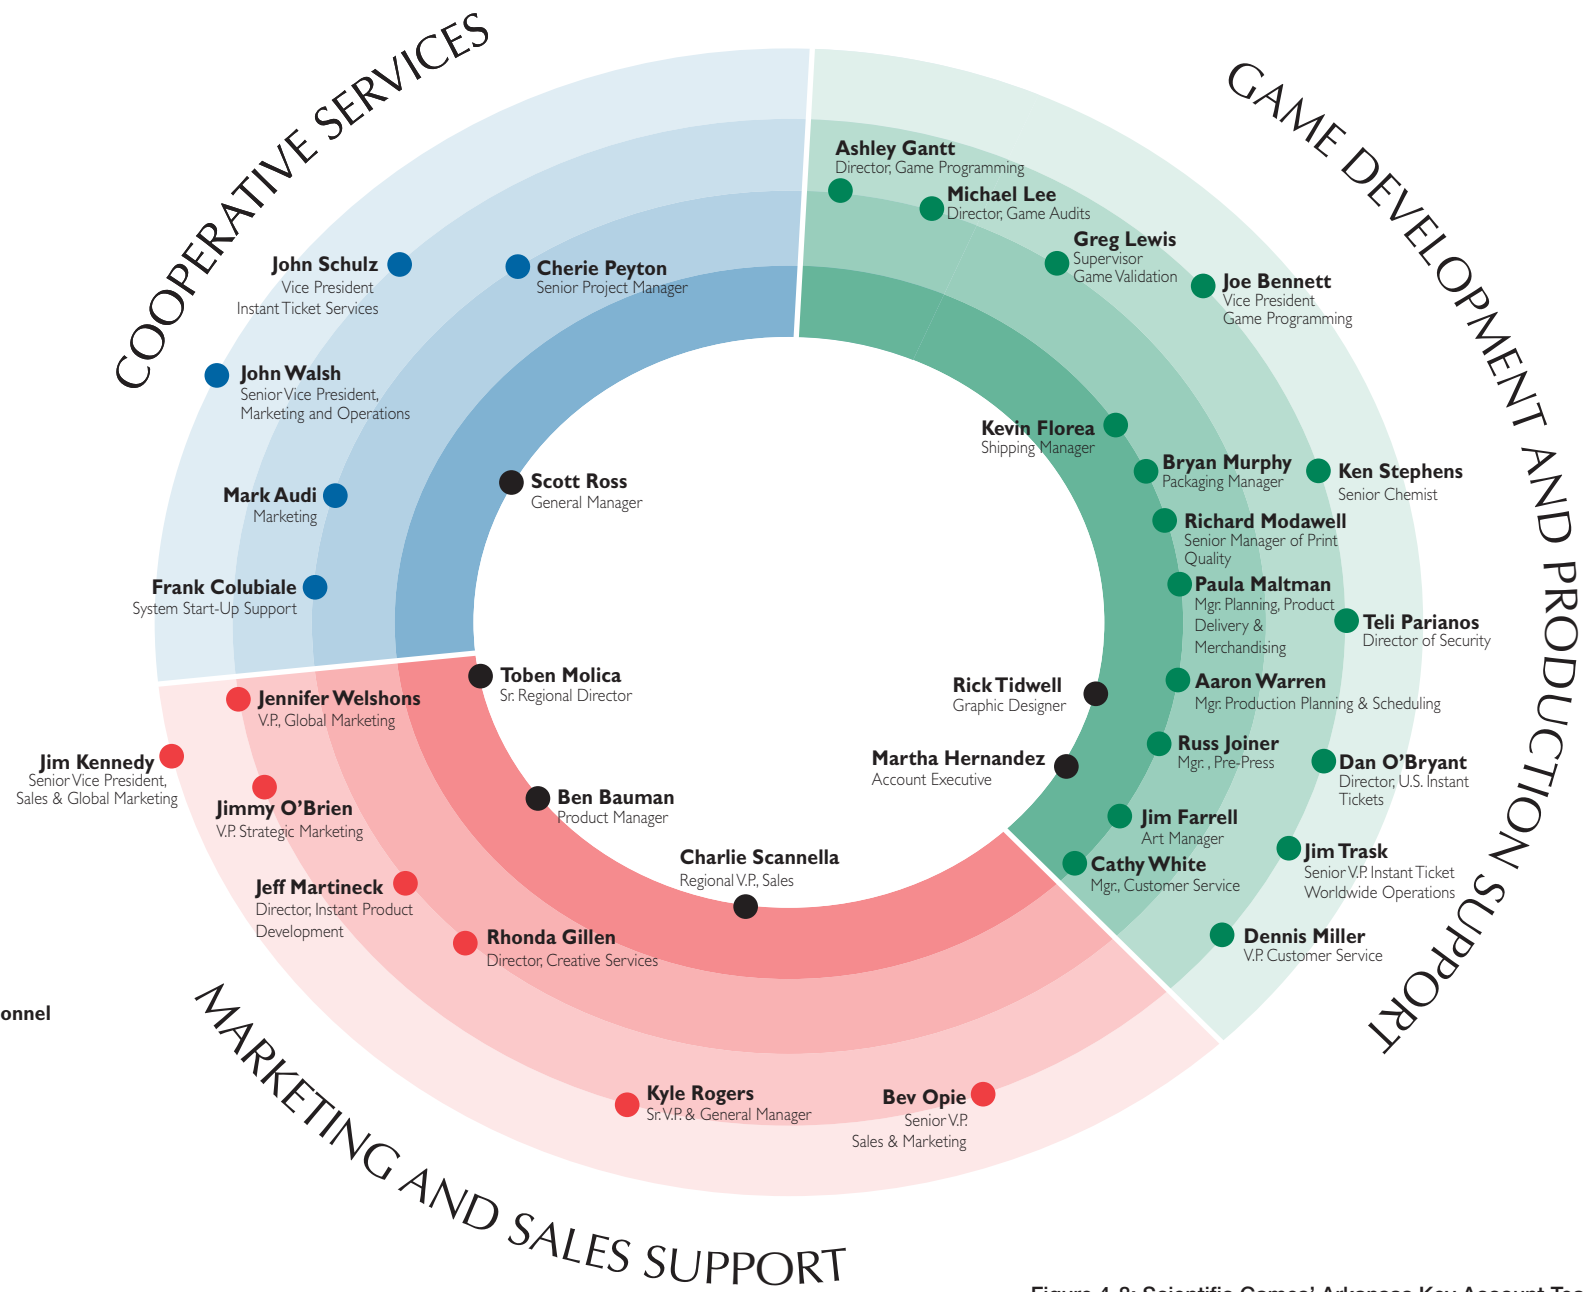 COOPERATIVE SERVICES
GAME DEVELOPMENT AND PRODUCTION SUPPORT
MARKETING AND SALES SUPPORT
Ashley Gantt
Director, Game Programming
Michael Lee
Director, Game Audits
Greg Lewis
Supervisor
Game Validation
Joe Bennett
Vice President
Game Programming
John Schulz
Vice President
Instant Ticket Services
Cherie Peyton
Senior Project Manager
John Walsh
Senior Vice President,
Marketing and Operations
Mark Audi
Marketing
Scott Ross
General Manager
Frank Colubiale
System Start-Up Support
Kevin Florea
Shipping Manager
Bryan Murphy
Packaging Manager
Ken Stephens
Senior Chemist
Richard Modawell
Senior Manager of Print
Quality
Paula Maltman
Mgr. Planning, Product
Delivery &
Merchandising
Teli Parianos
Director of Security
Toben Molica
Sr. Regional Director
Rick Tidwell
Graphic Designer
Aaron Warren
Mgr. Production Planning & Scheduling
Jennifer Welshons
V.P., Global Marketing
Jim Kennedy
Senior Vice President,
Sales & Global Marketing
Jimmy O'Brien
V.P. Strategic Marketing
Martha Hernandez
Account Executive
Russ Joiner
Mgr. , Pre-Press
Dan O'Bryant
Director, U.S. Instant
Tickets
Ben Bauman
Product Manager
Jim Farrell
Art Manager
Jim Trask
Senior V.P. Instant Ticket
Worldwide Operations
Charlie Scannella
Regional V.P., Sales
Cathy White
Mgr., Customer Service
Jeff Martineck
Director, Instant Product
Development
Rhonda Gillen
Director, Creative Services
Dennis Miller
V.P. Customer Service
onnel
Kyle Rogers
Sr. V.P. & General Manager
Bev Opie
Senior V.P.
Sales & Marketing
Figure 4-8: Scientific Games' Arkansas Key Account Tea